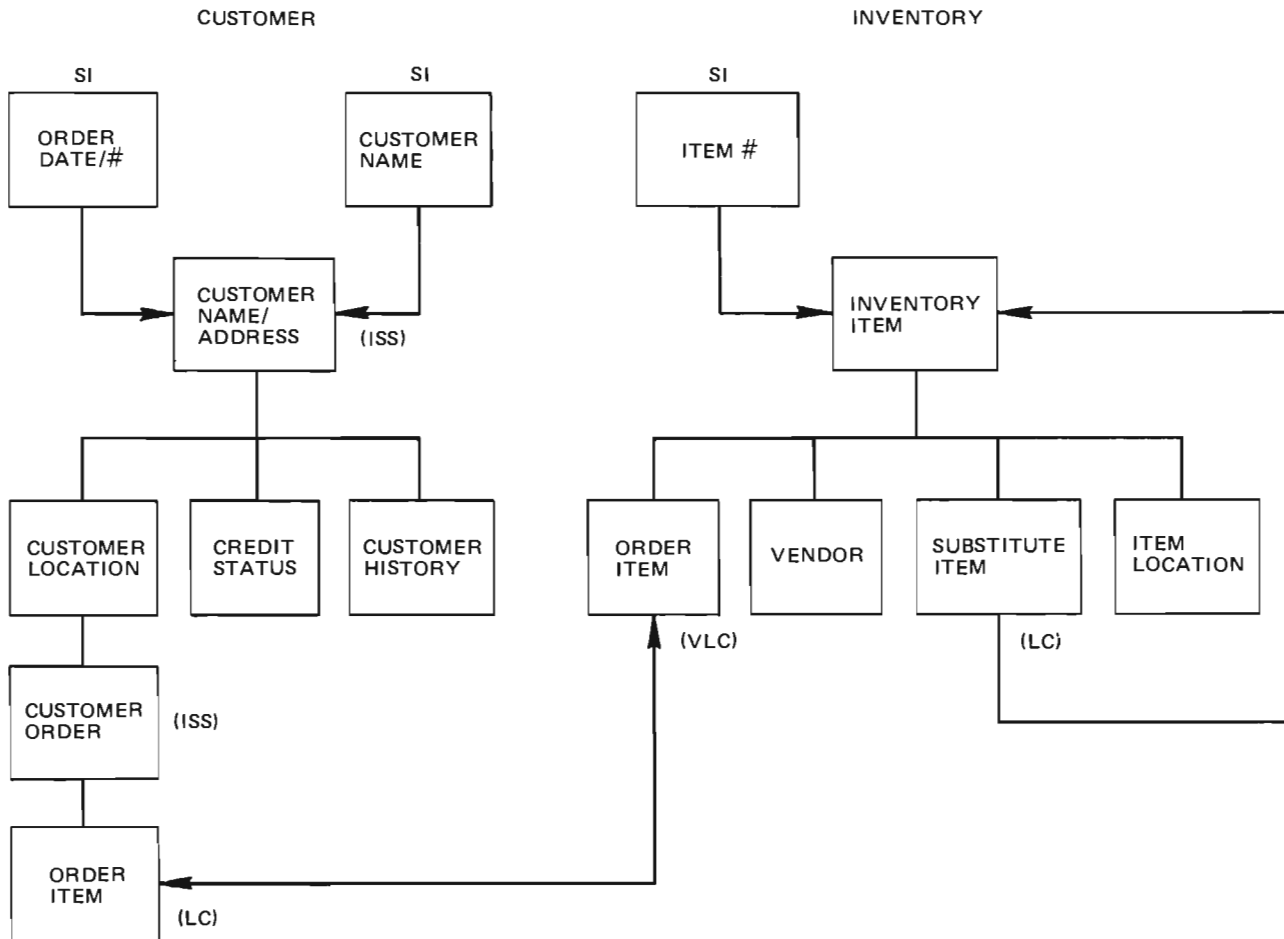 CUSTOMER
INVENTORY
SI
SI
SI
ORDER
DATE/#
CUSTOMER
NAME
ITEM #
CUSTOMER
NAME/
ADDRESS
(ISS)
INVENTORY
ITEM
CUSTOMER
LOCATION
CREDIT
STATUS
CUSTOMER
HISTORY
ORDER
ITEM
VENDOR
SUBSTITUTE
ITEM
ITEM
LOCATION
(VLC)
(LC)
CUSTOMER
ORDER
(ISS)
ORDER
ITEM
(LC)